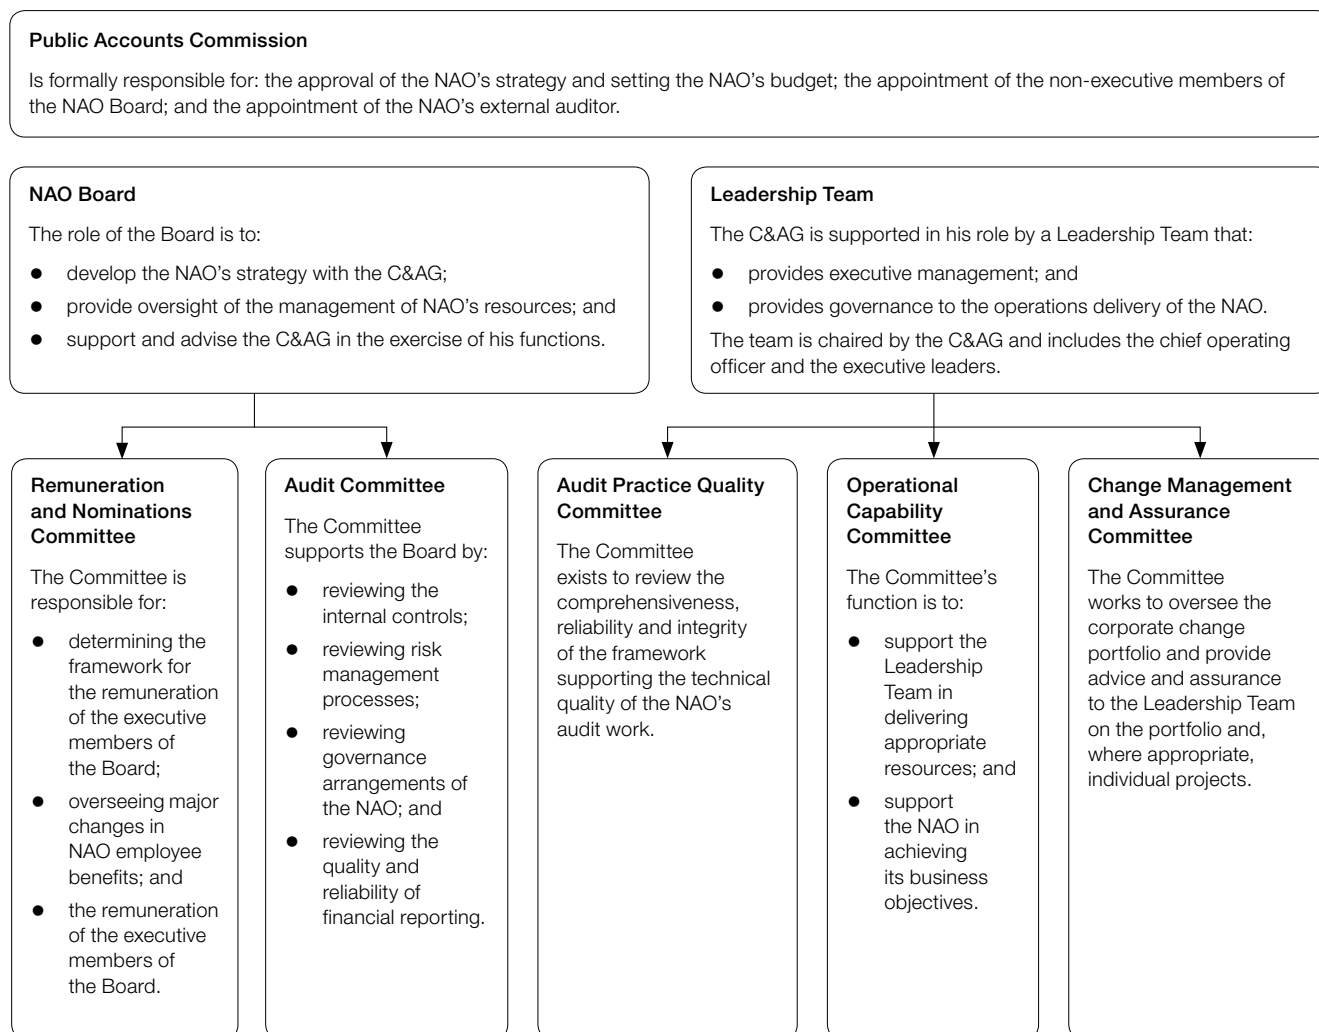 Public Accounts Commission
Is formally responsible for: the approval of the NAO’s strategy and setting the NAO’s budget; the appointment of the non-executive members of
the NAO Board; and the appointment of the NAO’s external auditor.
NAO Board
The role of the Board is to:
● develop the NAO’s strategy with the C&AG;
● provide oversight of the management of NAO’s resources; and
● support and advise the C&AG in the exercise of his functions.
Leadership Team
The C&AG is supported in his role by a Leadership Team that:
● provides executive management; and
● provides governance to the operations delivery of the NAO.
The team is chaired by the C&AG and includes the chief operating
officer and the executive leaders.
Remuneration
and Nominations
Committee
The Committee is
responsible for:
● determining the
framework for
the remuneration
of the executive
members of
the Board;
● overseeing major
changes in
NAO employee
benefits; and
● the remuneration
of the executive
members of
the Board.
Audit Committee
The Committee
supports the Board by:
● reviewing the
internal controls;
● reviewing risk
management
processes;
● reviewing
governance
arrangements of
the NAO; and
● reviewing the
quality and
reliability of
financial reporting.
Audit Practice Quality
Committee
The Committee
exists to review the
comprehensiveness,
reliability and integrity
of the framework
supporting the technical
quality of the NAO’s
audit work.
Operational
Capability
Committee
The Committee’s
function is to:
● support the
Leadership
Team in
delivering
appropriate
resources; and
● support
the NAO in
achieving
its business
objectives.
Change Management
and Assurance
Committee
The Committee
works to oversee the
corporate change
portfolio and provide
advice and assurance
to the Leadership Team
on the portfolio and,
where appropriate,
individual projects.